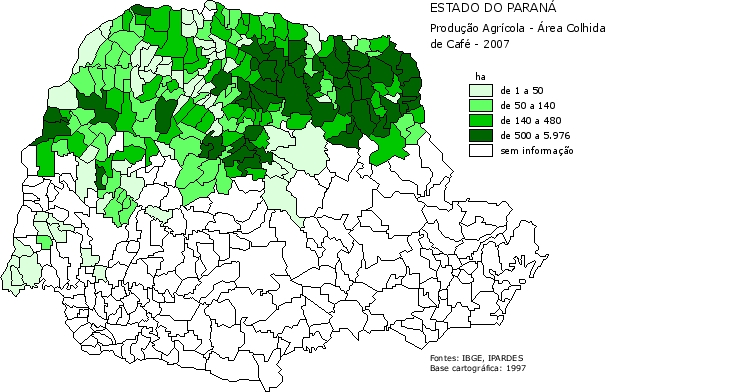 ESTADO DO PARANÁ
Produção Agrícola - Área Colhida
de Café - 2007
ha
de 1 a 50
de 50 a 140
de 140 a 480
de 500 a 5.976
sem informação
Fontes: IBGE, IPARDES
Base cartográfica: 1997